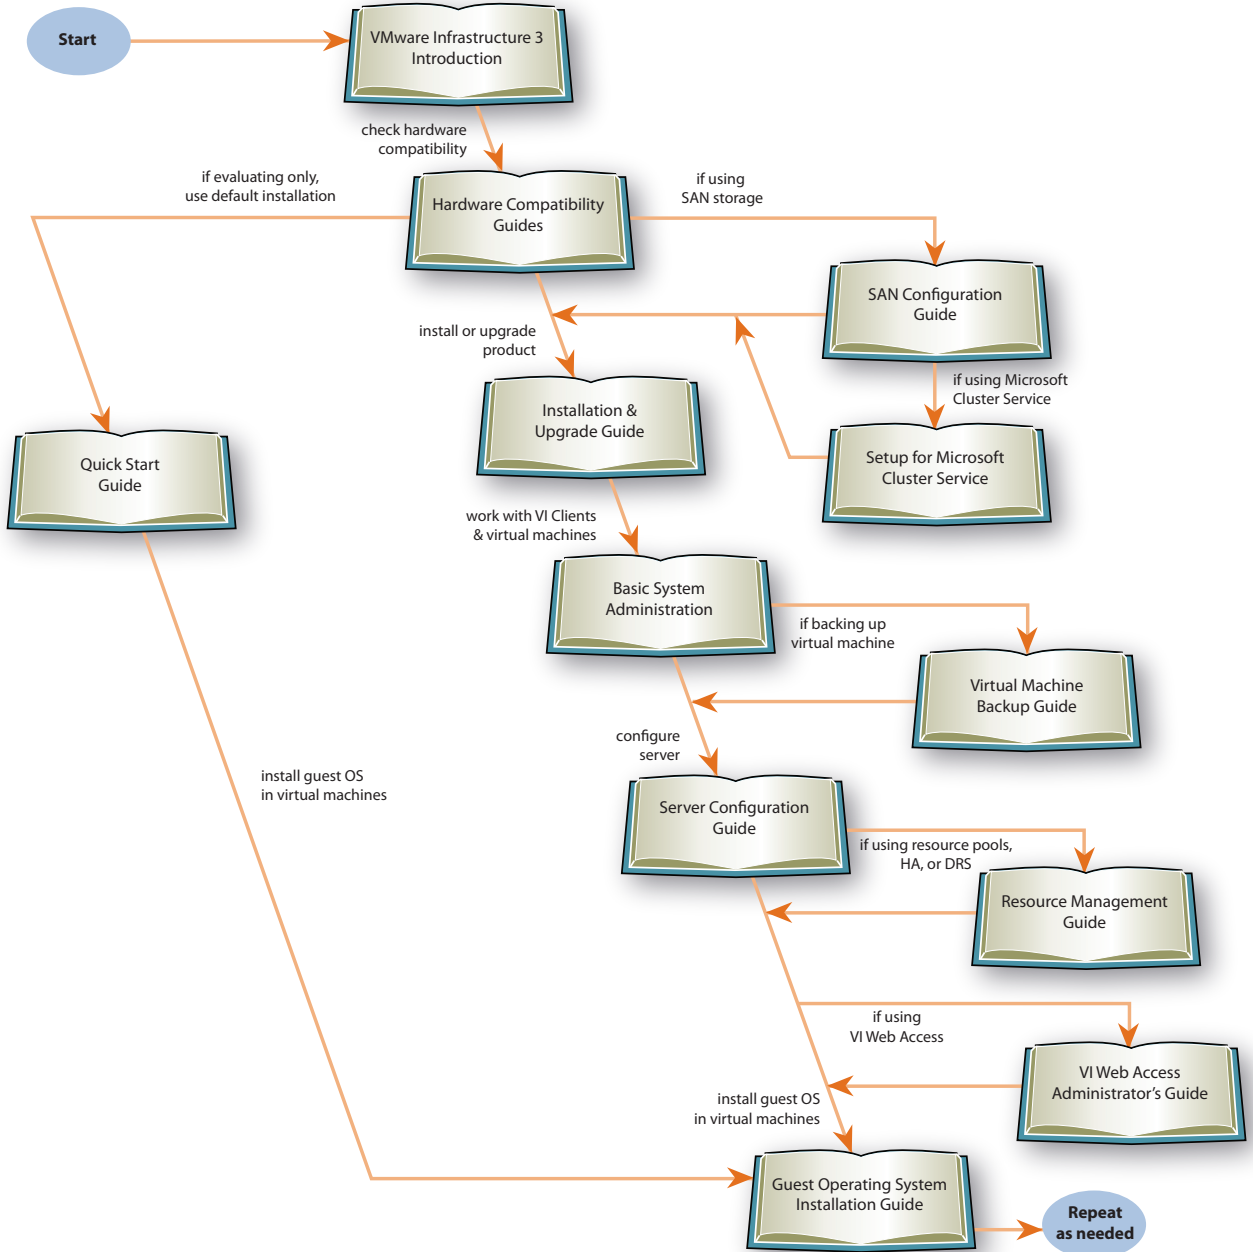 Start
VMware Infrastructure 3
Introduction
check hardware
compatibility
if evaluating only,
use default installation
Hardware Compatibility
Guides
if using
SAN storage
SAN Configuration
Guide
install or upgrade
product
if using Microsoft
Cluster Service
Installation &
Upgrade Guide
Setup for Microsoft
Cluster Service
Quick Start
Guide
work with VI Clients
& virtual machines
Basic System
Administration
if backing up
virtual machine
Virtual Machine
Backup Guide
configure
server
install guest OS
in virtual machines
Server Configuration
Guide
if using resource pools,
HA, or DRS
Resource Management
Guide
if using
VI Web Access
VI Web Access
Administrator's Guide
install guest OS
in virtual machines
Guest Operating System
Installation Guide
Repeat
as needed